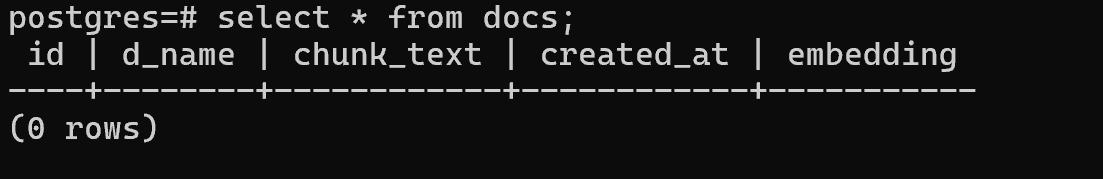 postgres=# select * from docs;
 id | d_name | chunk_text | created_at | embedding
----+--------+------------+------------+-----------
(0 rows)